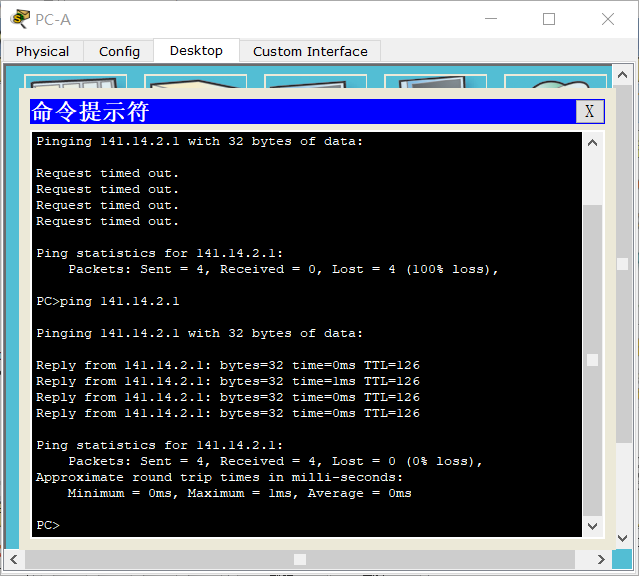 PC-A
Physical Config Desktop Custom Interface
命令提示符 X
Pinging 141.14.2.1 with 32 bytes of data:
Request timed out.
Request timed out.
Request timed out.
Request timed out.
Ping statistics for 141.14.2.1:
Packets: Sent = 4, Received = 0, Lost = 4 (100% loss),
PC>ping 141.14.2.1
Pinging 141.14.2.1 with 32 bytes of data:
Reply from 141.14.2.1: bytes=32 time=0ms TTL=126
Reply from 141.14.2.1: bytes=32 time=1ms TTL=126
Reply from 141.14.2.1: bytes=32 time=0ms TTL=126
Reply from 141.14.2.1: bytes=32 time=0ms TTL=126
Ping statistics for 141.14.2.1:
Packets: Sent = 4, Received = 4, Lost = 0 (0% loss),
Approximate round trip times in milli-seconds:
Minimum = 0ms, Maximum = 1ms, Average = 0ms
PC>